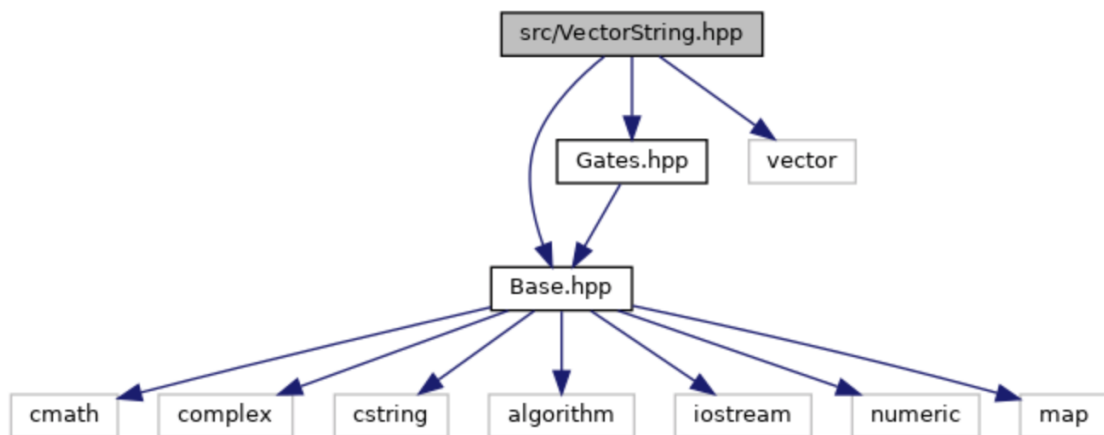 src/VectorString.hpp
Gates.hpp
vector
Base.hpp
cmath
complex
cstring
algorithm
iostream
numeric
map